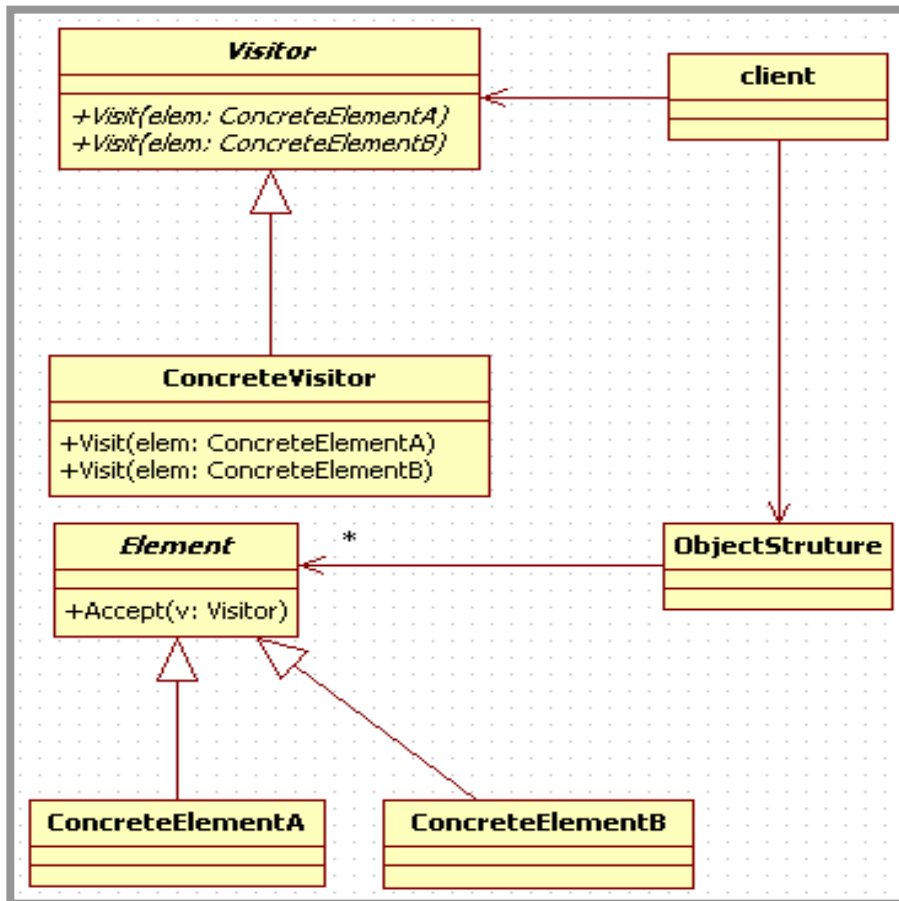 Visitor
+Visit(elem: ConcreteElementA)
+Visit(elem: ConcreteElementB)
client
ConcreteVisitor
+Visit(elem: ConcreteElementA)
+Visit(elem: ConcreteElementB)
Element
+Accept(v: Visitor)
*
ObjectStruture
ConcreteElementA
ConcreteElementB